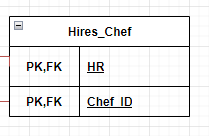 Hires_Chef
PK,FK HR
PK,FK Chef_ID